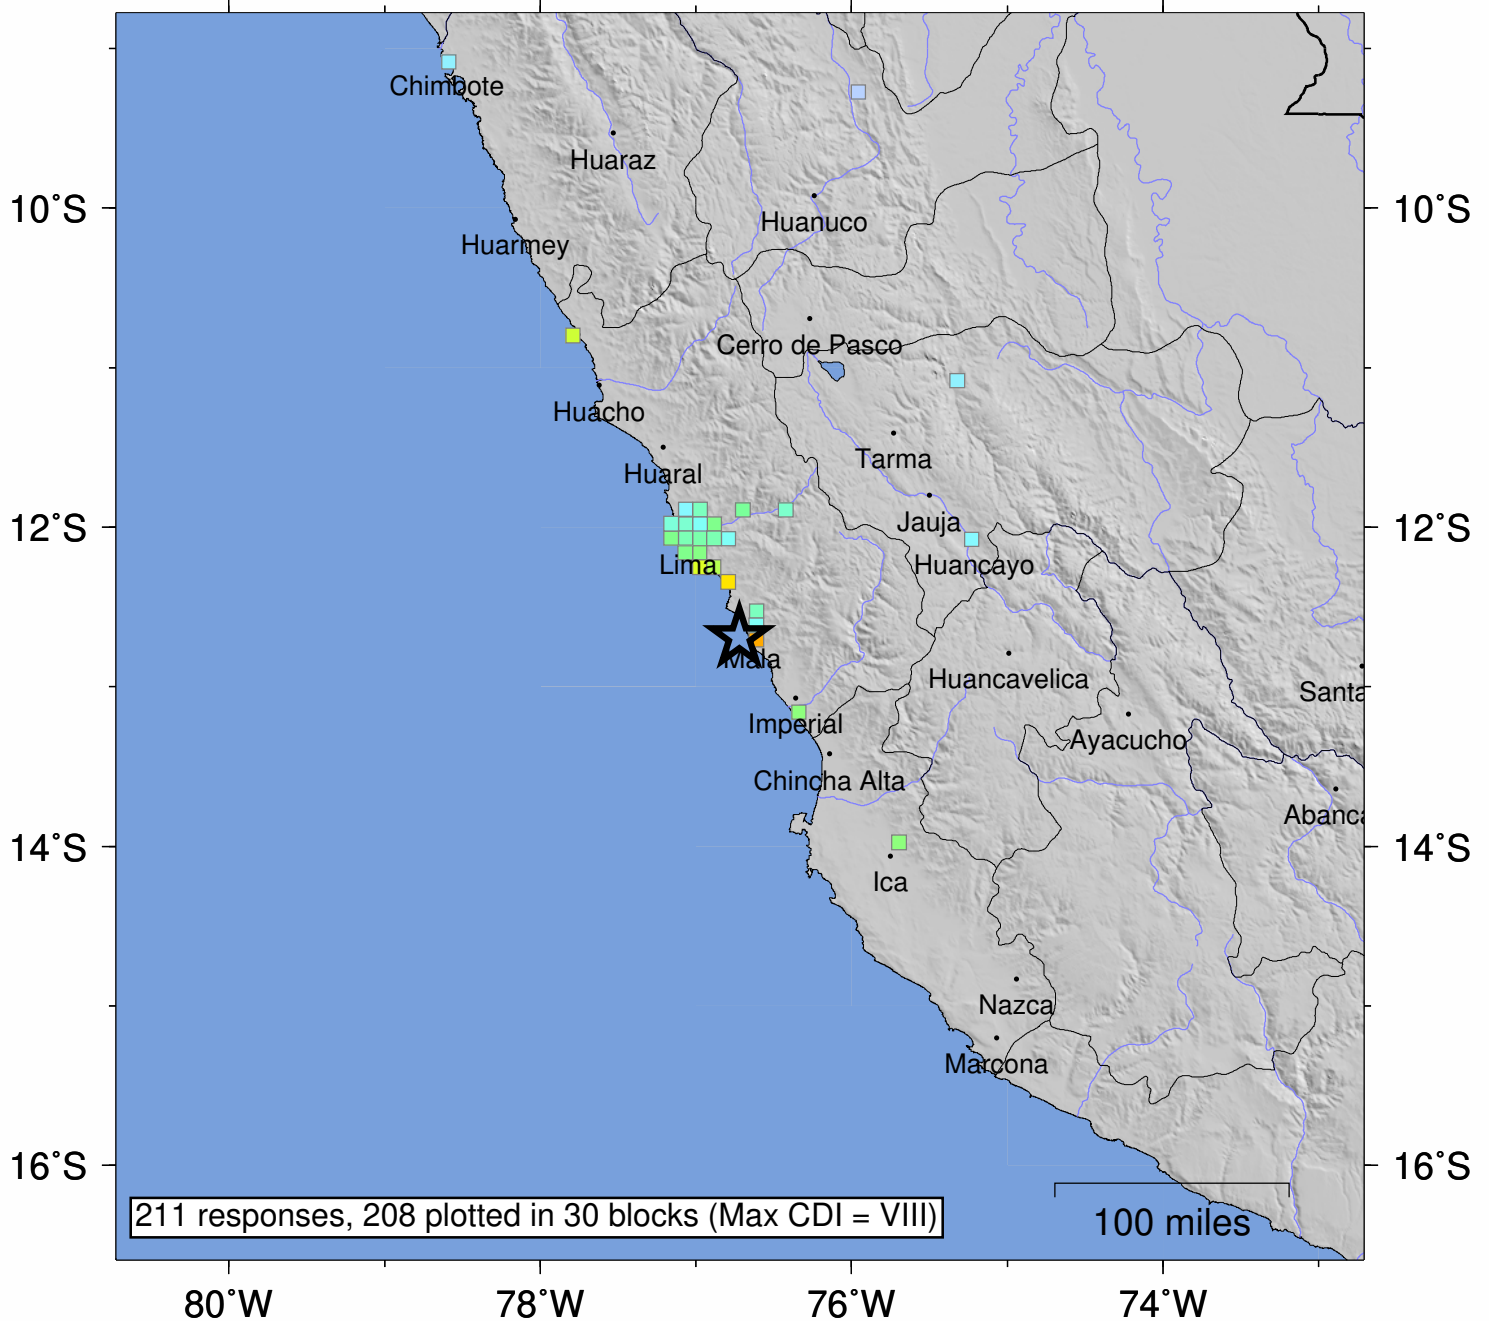 Chimbote
Huaraz
10°S
Huanuco
10°S
Huarmey
Cerro de Pasco
Huacho
Tarma
Huaral
12°S
Jauja
12°S
Lima
Huancayo
Mala
Huancavelica
Santa
Imperial
Ayacucho
Chincha Alta
Abanca
14°S
14°S
Ica
Nazca
Marcona
16°S
16°S
211 responses, 208 plotted in 30 blocks (Max CDI = VIII)
100 miles
80°W
78°W
76°W
74°W